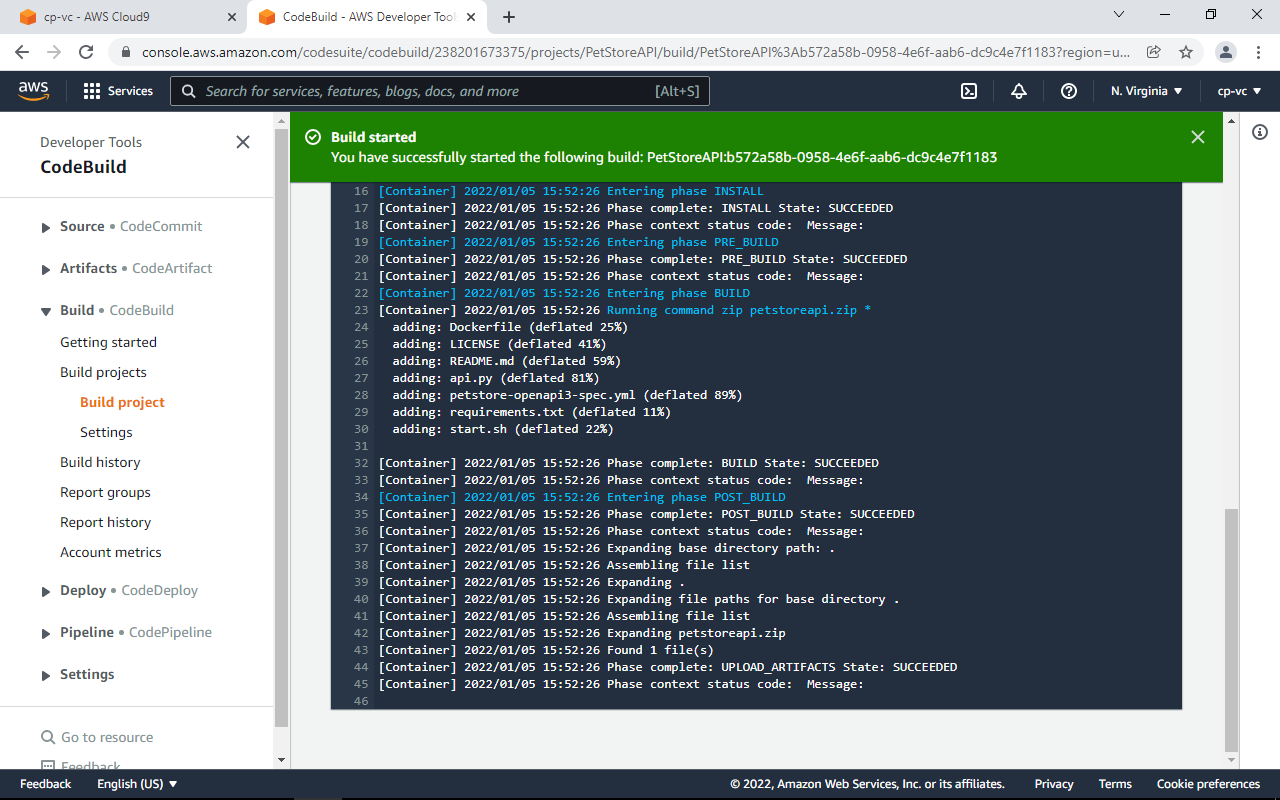 cp-vc - AWS Cloud9
CodeBuild - AWS Developer Tool
console.aws.amazon.com/codesuite/codebuild/238201673375/projects/PetStoreAPI/build/PetStoreAPI%3Ab572a58b-0958-4e6f-aab6-dc9c4e7f1183?region=u...
aws
Services
Search for services, features, blogs, docs, and more [Alt+S]
N. Virginia
cp-vc
Developer Tools
CodeBuild
Source • CodeCommit
Artifacts • CodeArtifact
Build • CodeBuild
Getting started
Build projects
Build project
Settings
Build history
Report groups
Report history
Account metrics
Deploy • CodeDeploy
Pipeline • CodePipeline
Settings
Go to resource
Feedback
Build started
You have successfully started the following build: PetStoreAPI:b572a58b-0958-4e6f-aab6-dc9c4e7f1183
16 [Container] 2022/01/05 15:52:26 Entering phase INSTALL
17 [Container] 2022/01/05 15:52:26 Phase complete: INSTALL State: SUCCEEDED
18 [Container] 2022/01/05 15:52:26 Phase context status code:  Message:
19 [Container] 2022/01/05 15:52:26 Entering phase PRE_BUILD
20 [Container] 2022/01/05 15:52:26 Phase complete: PRE_BUILD State: SUCCEEDED
21 [Container] 2022/01/05 15:52:26 Phase context status code:  Message:
22 [Container] 2022/01/05 15:52:26 Entering phase BUILD
23 [Container] 2022/01/05 15:52:26 Running command zip petstoreapi.zip *
24   adding: Dockerfile (deflated 25%)
25   adding: LICENSE (deflated 41%)
26   adding: README.md (deflated 59%)
27   adding: api.py (deflated 81%)
28   adding: petstore-openapi3-spec.yml (deflated 89%)
29   adding: requirements.txt (deflated 11%)
30   adding: start.sh (deflated 22%)
31
32 [Container] 2022/01/05 15:52:26 Phase complete: BUILD State: SUCCEEDED
33 [Container] 2022/01/05 15:52:26 Phase context status code:  Message:
34 [Container] 2022/01/05 15:52:26 Entering phase POST_BUILD
35 [Container] 2022/01/05 15:52:26 Phase complete: POST_BUILD State: SUCCEEDED
36 [Container] 2022/01/05 15:52:26 Phase context status code:  Message:
37 [Container] 2022/01/05 15:52:26 Expanding base directory path: .
38 [Container] 2022/01/05 15:52:26 Assembling file list
39 [Container] 2022/01/05 15:52:26 Expanding .
40 [Container] 2022/01/05 15:52:26 Expanding file paths for base directory .
41 [Container] 2022/01/05 15:52:26 Assembling file list
42 [Container] 2022/01/05 15:52:26 Expanding petstoreapi.zip
43 [Container] 2022/01/05 15:52:26 Found 1 file(s)
44 [Container] 2022/01/05 15:52:26 Phase complete: UPLOAD_ARTIFACTS State: SUCCEEDED
45 [Container] 2022/01/05 15:52:26 Phase context status code:  Message:
46
Feedback
English (US)
© 2022, Amazon Web Services, Inc. or its affiliates.
Privacy
Terms
Cookie preferences